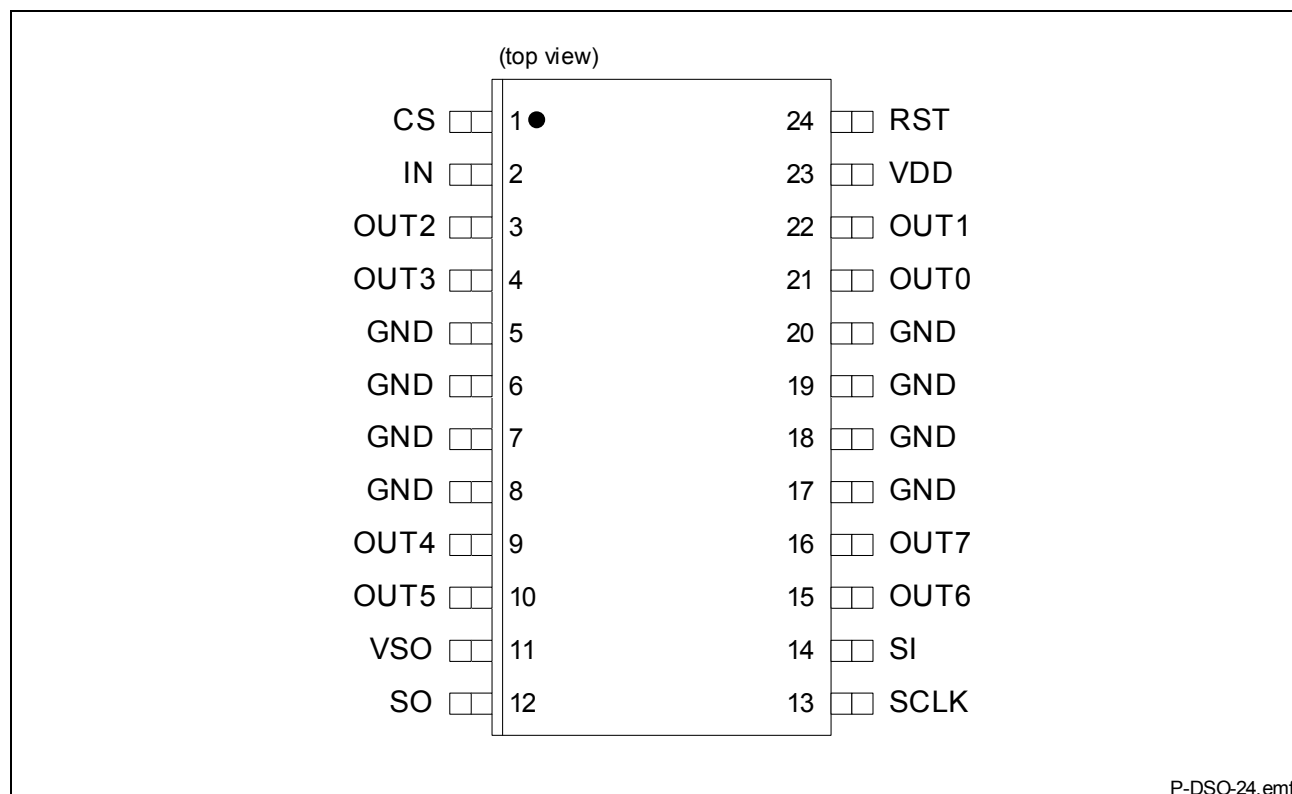 (top view)
CS 1 24 RST
IN 2 23 VDD
OUT2 3 22 OUT1
OUT3 4 21 OUT0
GND 5 20 GND
GND 6 19 GND
GND 7 18 GND
GND 8 17 GND
OUT4 9 16 OUT7
OUT5 10 15 OUT6
VSO 11 14 SI
SO 12 13 SCLK
P-DSO-24.emf